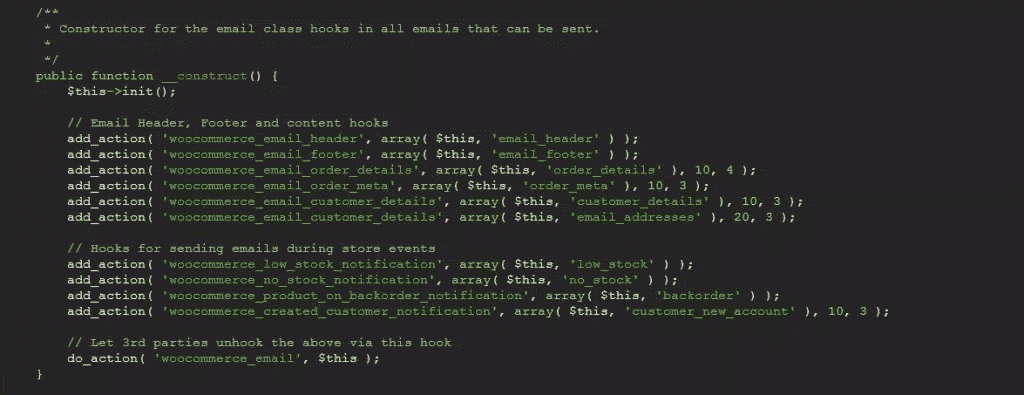 /**
 * Constructor for the email class hooks in all emails that can be sent.
 *
 */
public function __construct() {
    $this->init();

    // Email Header, Footer and content hooks
    add_action( 'woocommerce_email_header', array( $this, 'email_header' ) );
    add_action( 'woocommerce_email_footer', array( $this, 'email_footer' ) );
    add_action( 'woocommerce_email_order_details', array( $this, 'order_details' ), 10, 4 );
    add_action( 'woocommerce_email_order_meta', array( $this, 'order_meta' ), 10, 3 );
    add_action( 'woocommerce_email_customer_details', array( $this, 'customer_details' ), 10, 3 );
    add_action( 'woocommerce_email_customer_details', array( $this, 'email_addresses' ), 20, 3 );

    // Hooks for sending emails during store events
    add_action( 'woocommerce_low_stock_notification', array( $this, 'low_stock' ) );
    add_action( 'woocommerce_no_stock_notification', array( $this, 'no_stock' ) );
    add_action( 'woocommerce_product_on_backorder_notification', array( $this, 'backorder' ) );
    add_action( 'woocommerce_created_customer_notification', array( $this, 'customer_new_account' ), 10, 3 );

    // Let 3rd parties unhook the above via this hook
    do_action( 'woocommerce_email', $this );
}